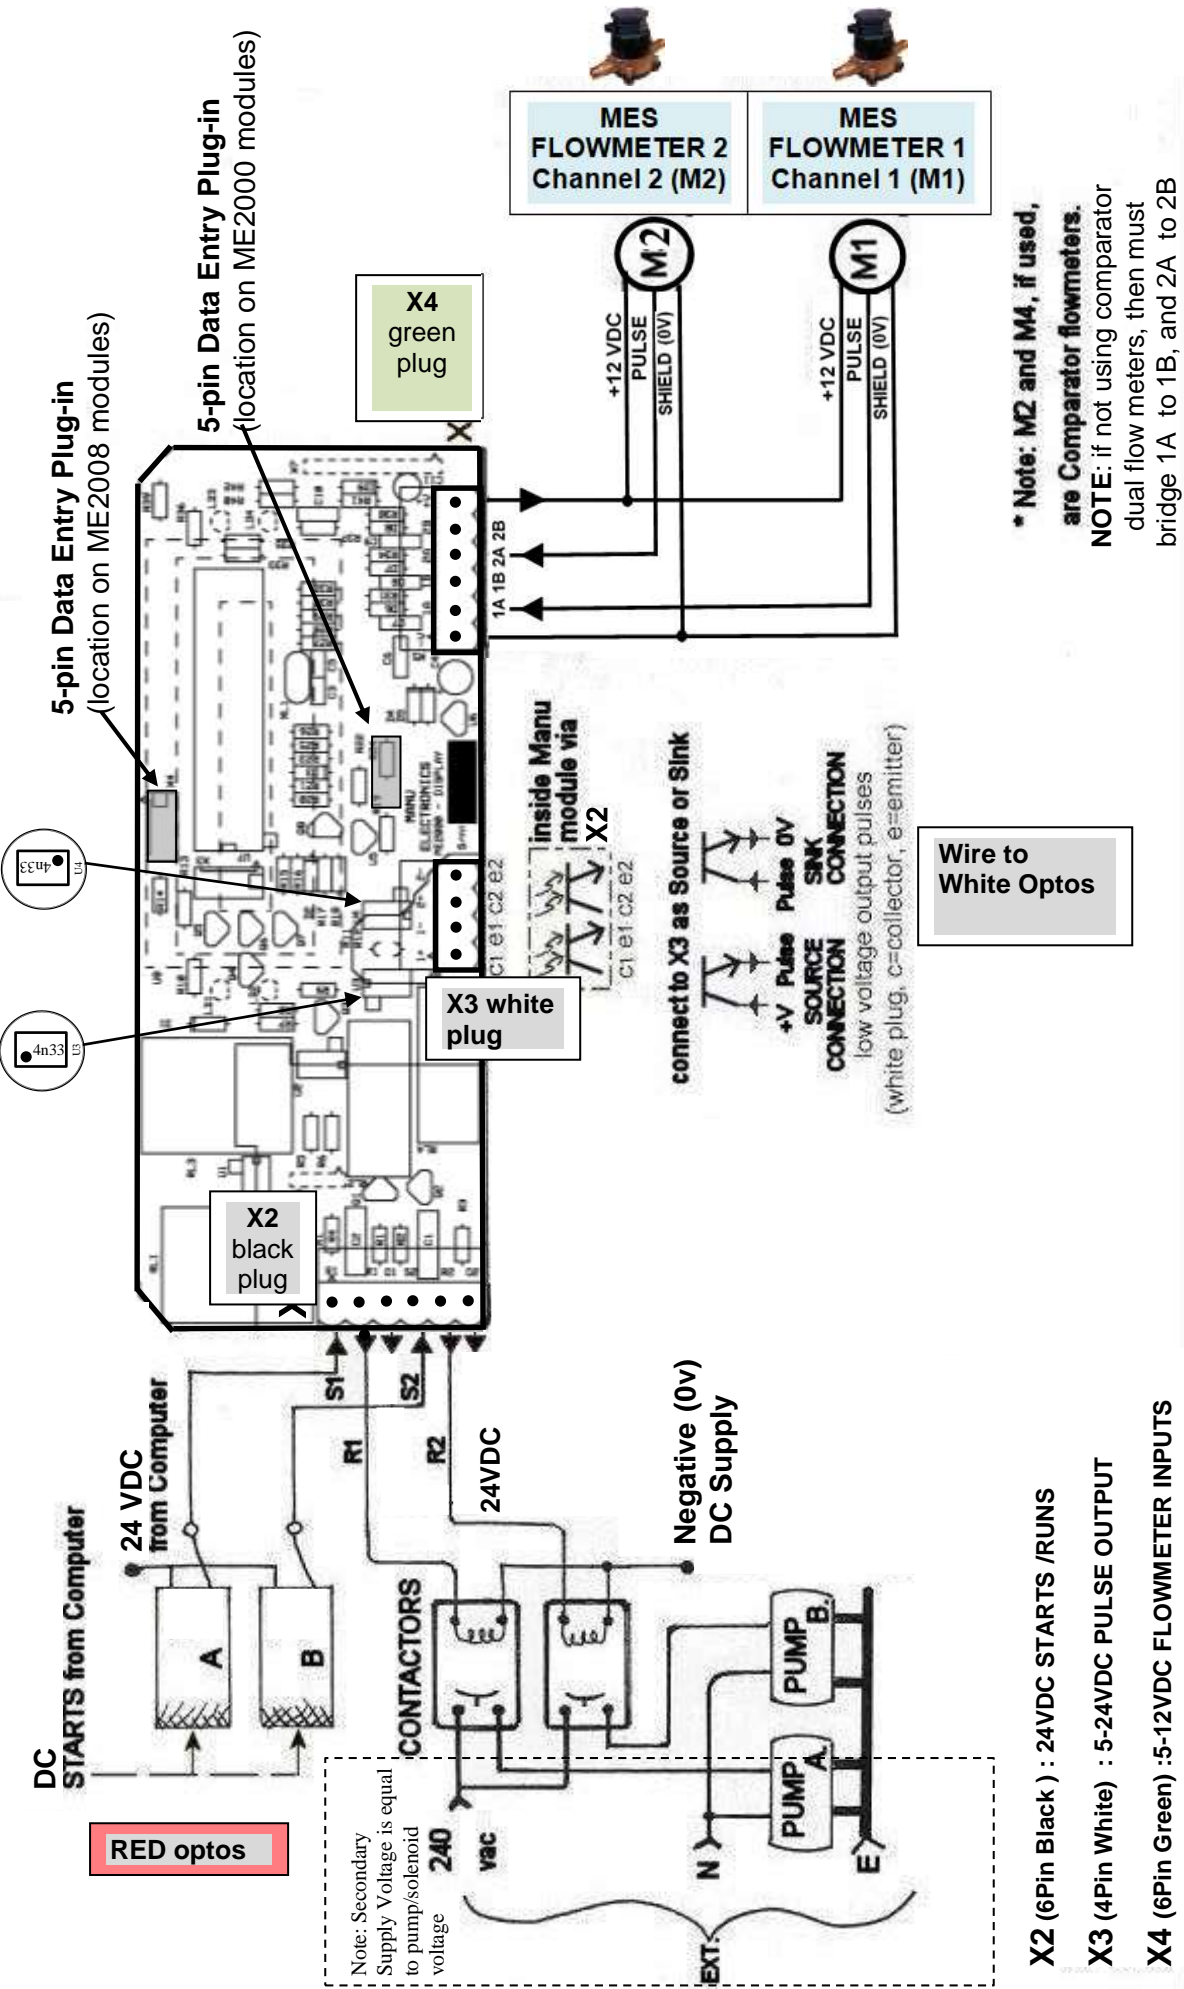 5-pin Data Entry Plug-in
(location on ME2008 modules)
5-pin Data Entry Plug-in
(location on ME2000 modules)
4n33
U4
4n33
U3
X4
green
plug
X
MES
FLOWMETER 2
Channel 2 (M2)
MES
FLOWMETER 1
Channel 1 (M1)
M2
M1
+12 VDC
PULSE
SHIELD (0V)
+12 VDC
PULSE
SHIELD (0V)
1A 1B 2A 2B
* Note: M2 and M4, if used,
are Comparator flowmeters.
NOTE: if not using comparator
dual flow meters, then must
bridge 1A to 1B, and 2A to 2B
MANU
ELECTRONICS
ME2000 - DISPLAY
C1 e1 C2 e2
inside Manu
module via
X2
C1 e1 C2 e2
X3 white
plug
connect to X3 as Source or Sink
+V Pulse
Pulse 0V
SOURCE
CONNECTION
SINK
CONNECTION
low voltage output pulses
(white plug, c=collector, e=emitter)
Wire to
White Optos
X2
black
plug
RL1
RL3
S1
R1
S2
R2
24VDC
DC
STARTS from Computer
24 VDC
from Computer
A
B
RED optos
CONTACTORS
Negative (0v)
DC Supply
Note: Secondary
Supply Voltage is equal
to pump/solenoid
voltage
240
vac
N
E
EXT.
PUMP
A.
PUMP
B.
X2 (6Pin Black ) : 24VDC STARTS /RUNS
X3 (4Pin White) : 5-24VDC PULSE OUTPUT
X4 (6Pin Green) :5-12VDC FLOWMETER INPUTS